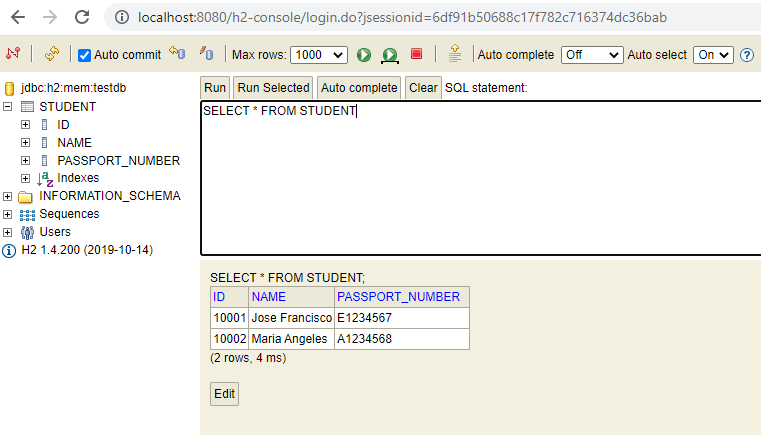 localhost:8080/h2-console/login.do?jsessionid=6df91b50688c17f782c716374dc36bab
Auto commit Max rows: 1000 Auto complete Off Auto select On ?
jdbc:h2:mem:testdb
STUDENT
ID
NAME
PASSPORT_NUMBER
Indexes
INFORMATION_SCHEMA
Sequences
Users
H2 1.4.200 (2019-10-14)
Run Run Selected Auto complete Clear SQL statement:
SELECT * FROM STUDENT
SELECT * FROM STUDENT;
ID NAME PASSPORT_NUMBER
10001 Jose Francisco E1234567
10002 Maria Angeles A1234568
(2 rows, 4 ms)
Edit